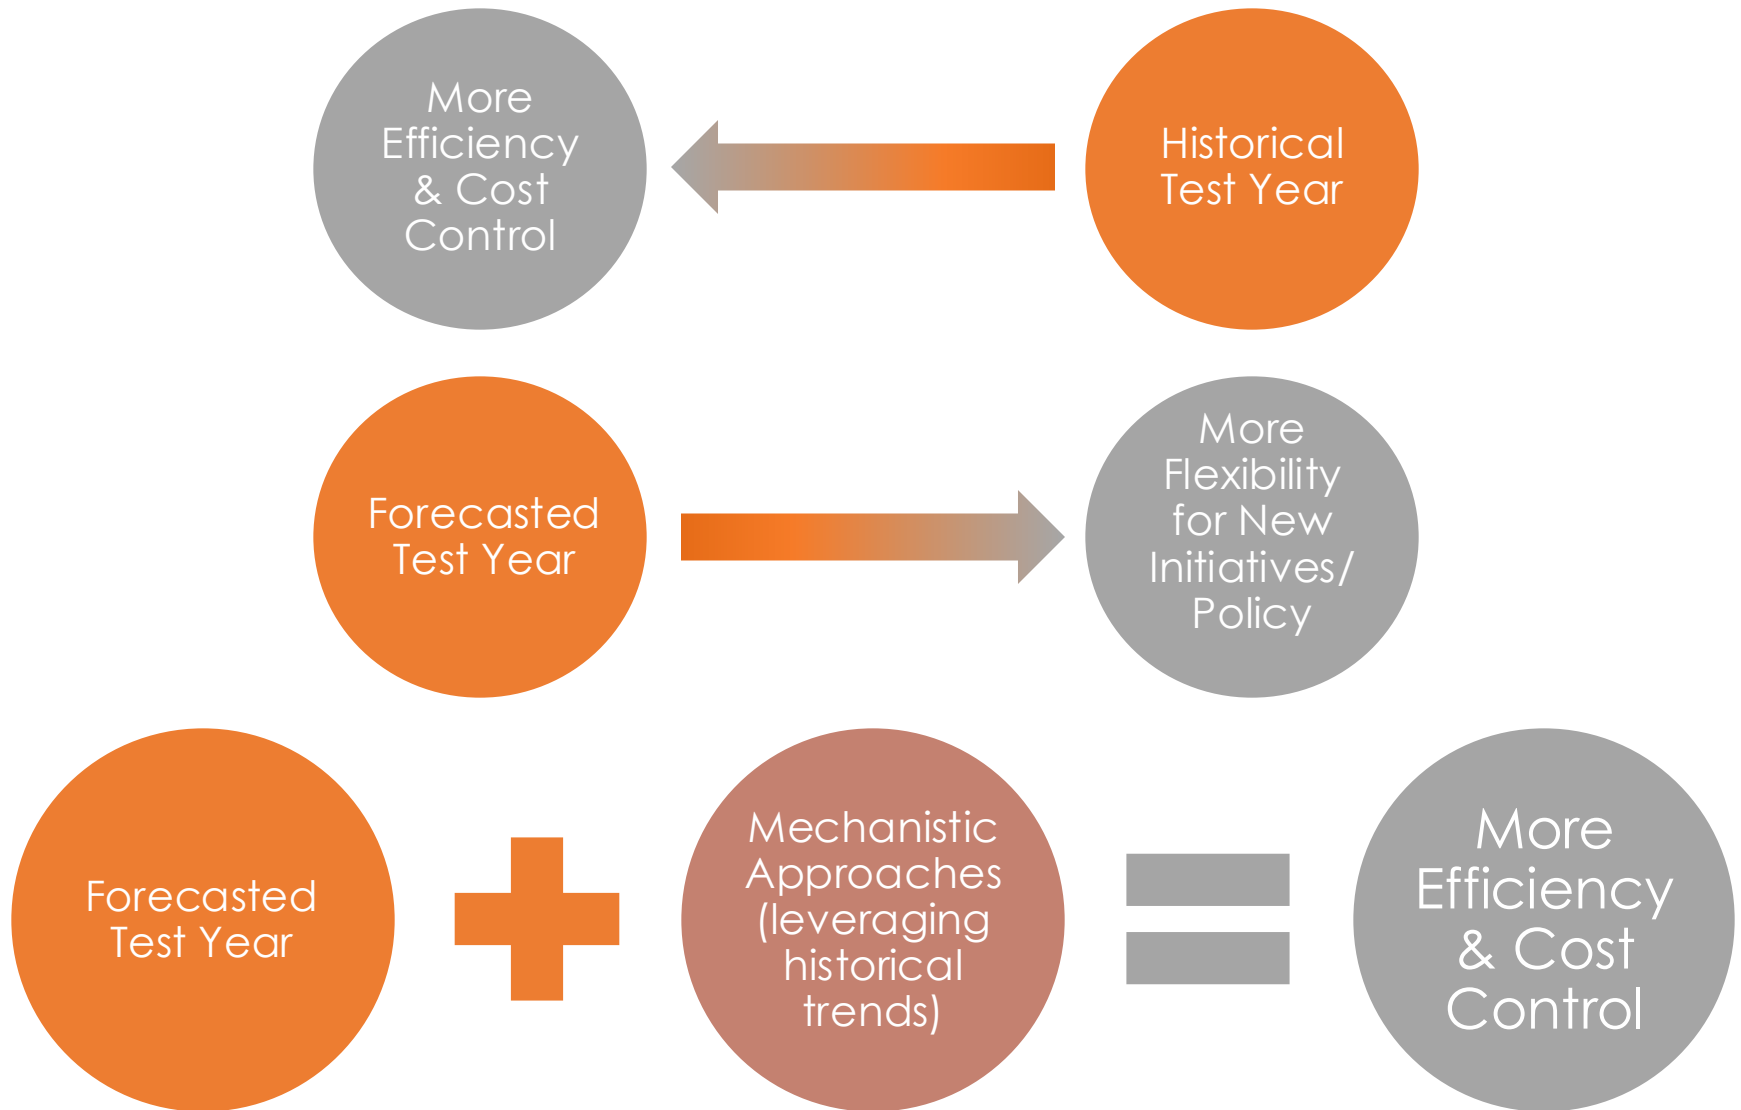 More
Efficiency
& Cost
Control
Historical
Test Year
Forecasted
Test Year
More
Flexibility
for New
Initiatives/
Policy
Forecasted
Test Year
Mechanistic
Approaches
(leveraging
historical
trends)
More
Efficiency
& Cost
Control